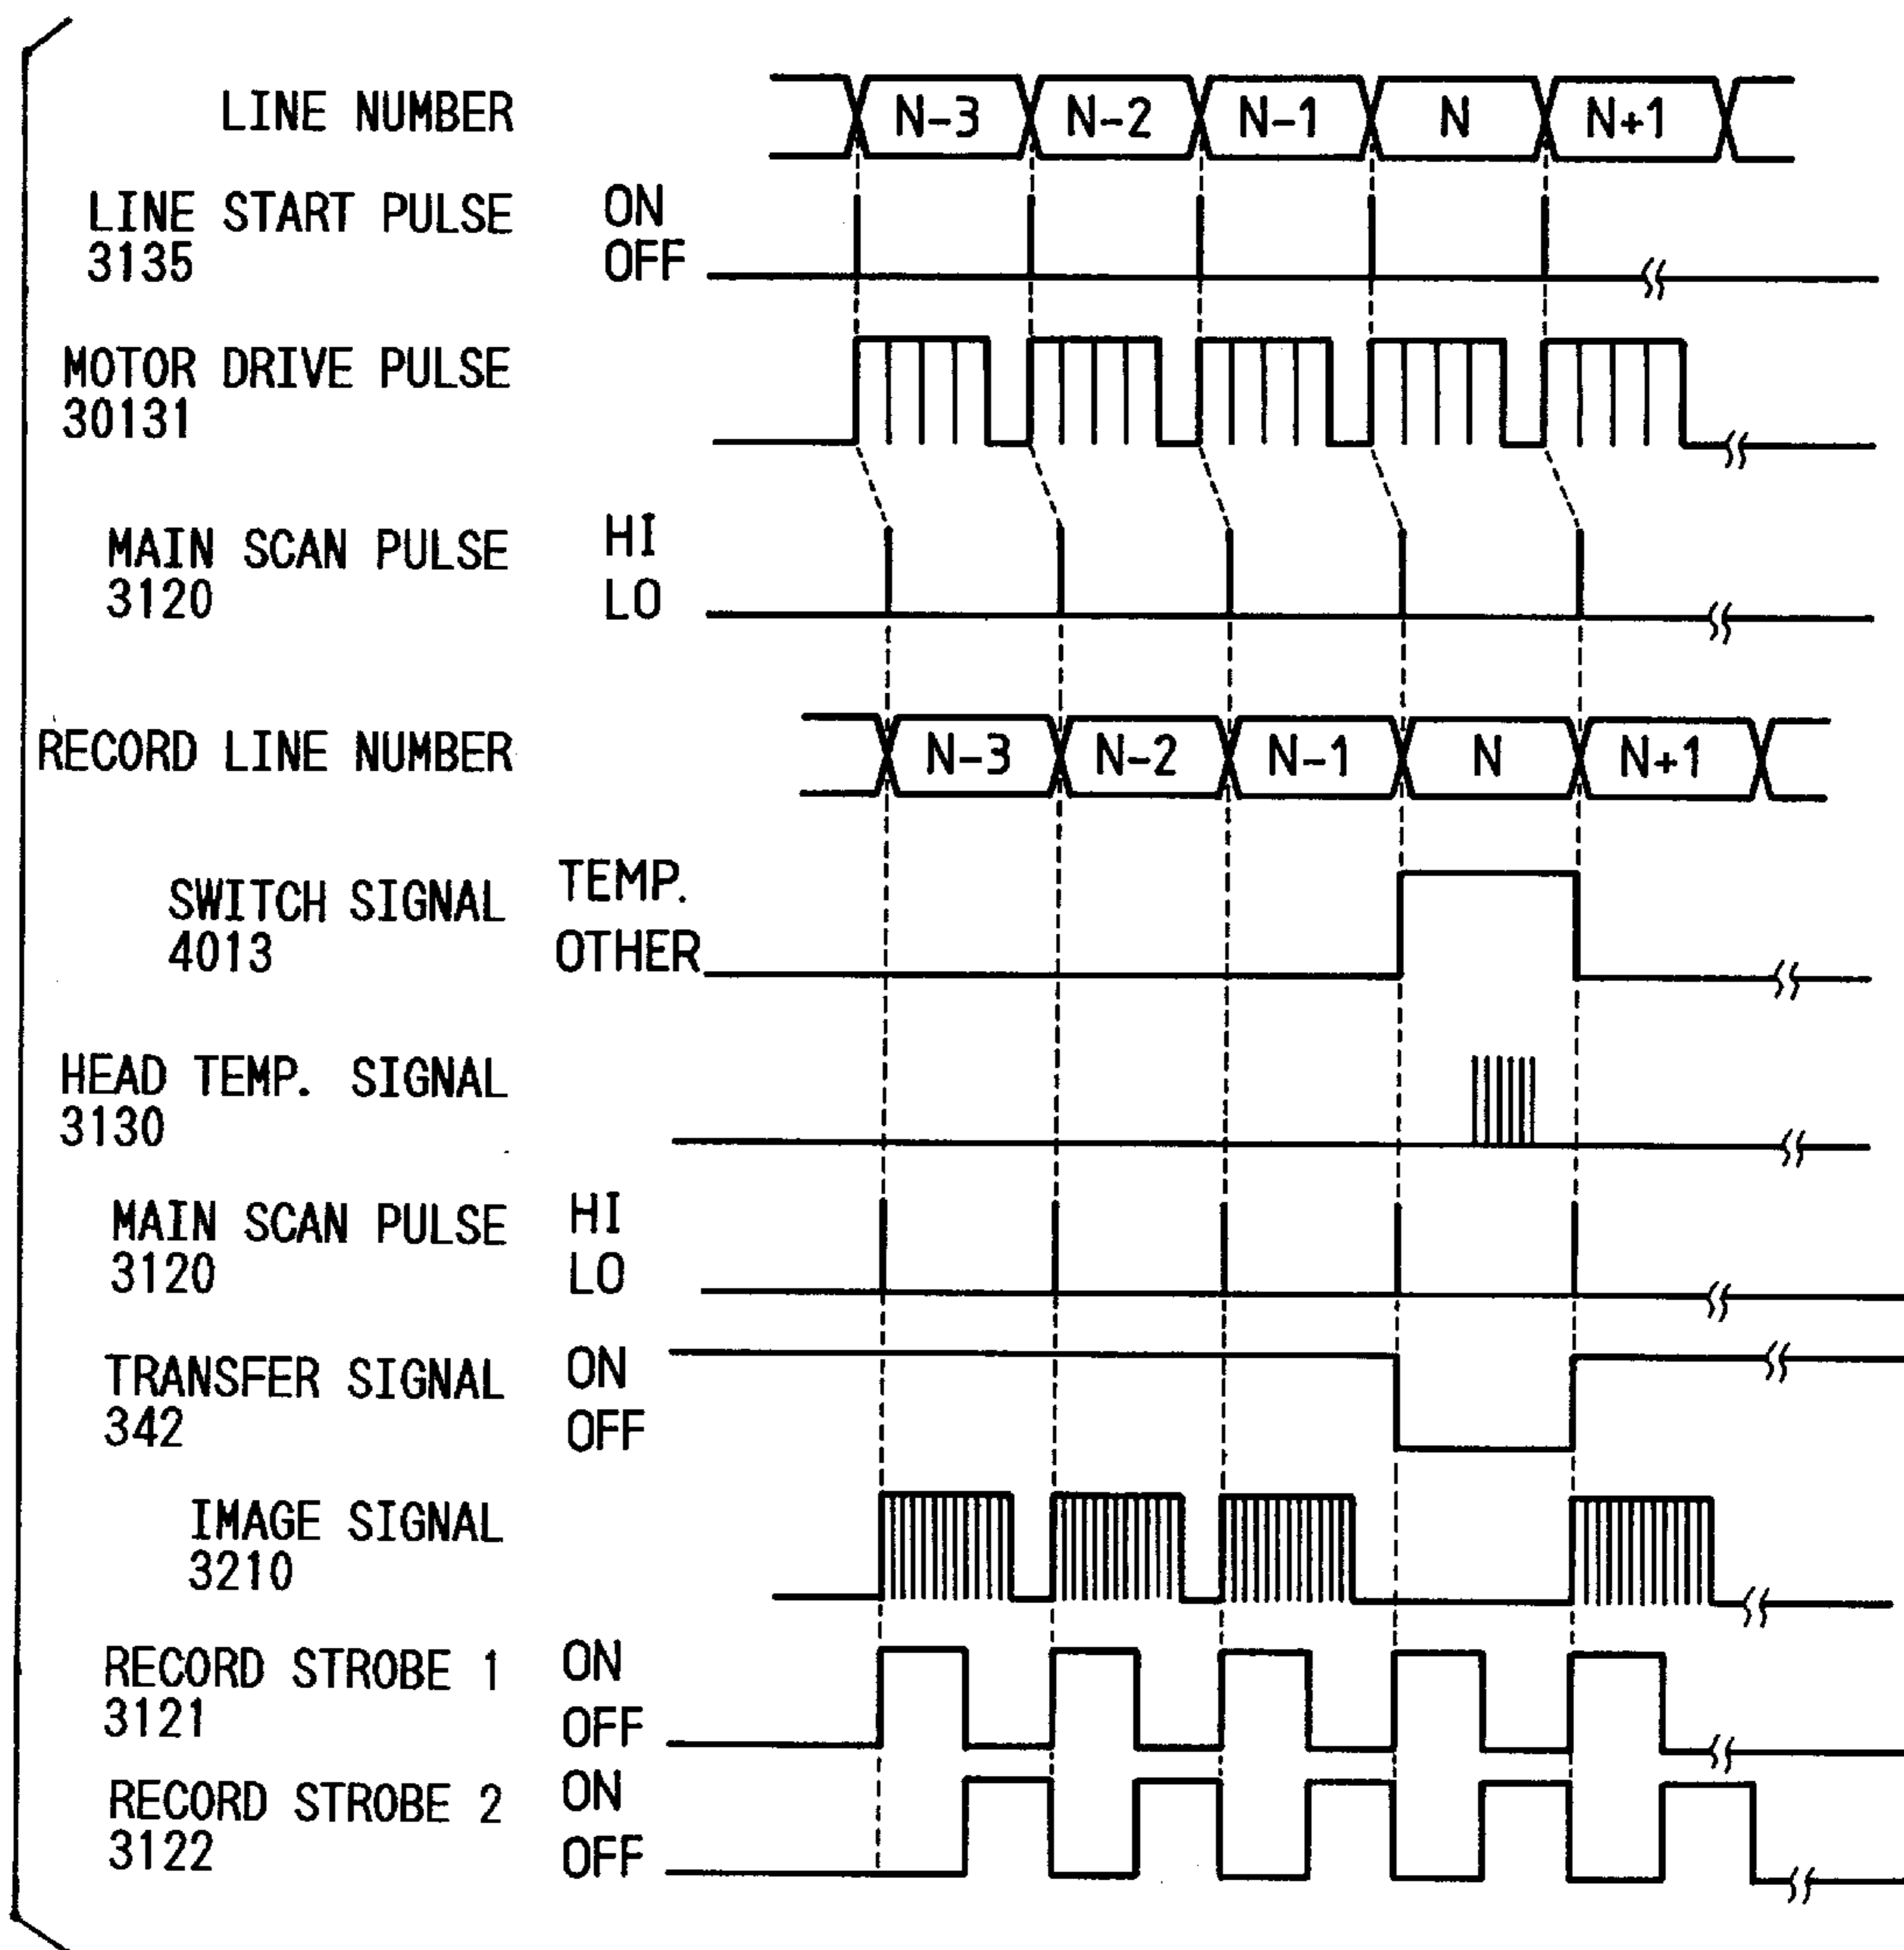 LINE NUMBER N-3 N-2 N-1 N N+1
LINE START PULSE ON
3135 OFF
MOTOR DRIVE PULSE
30131
MAIN SCAN PULSE HI
3120 LO
RECORD LINE NUMBER N-3 N-2 N-1 N N+1
SWITCH SIGNAL TEMP.
4013 OTHER
HEAD TEMP. SIGNAL
3130
MAIN SCAN PULSE HI
3120 LO
TRANSFER SIGNAL ON
342 OFF
IMAGE SIGNAL
3210
RECORD STROBE 1 ON
3121 OFF
RECORD STROBE 2 ON
3122 OFF